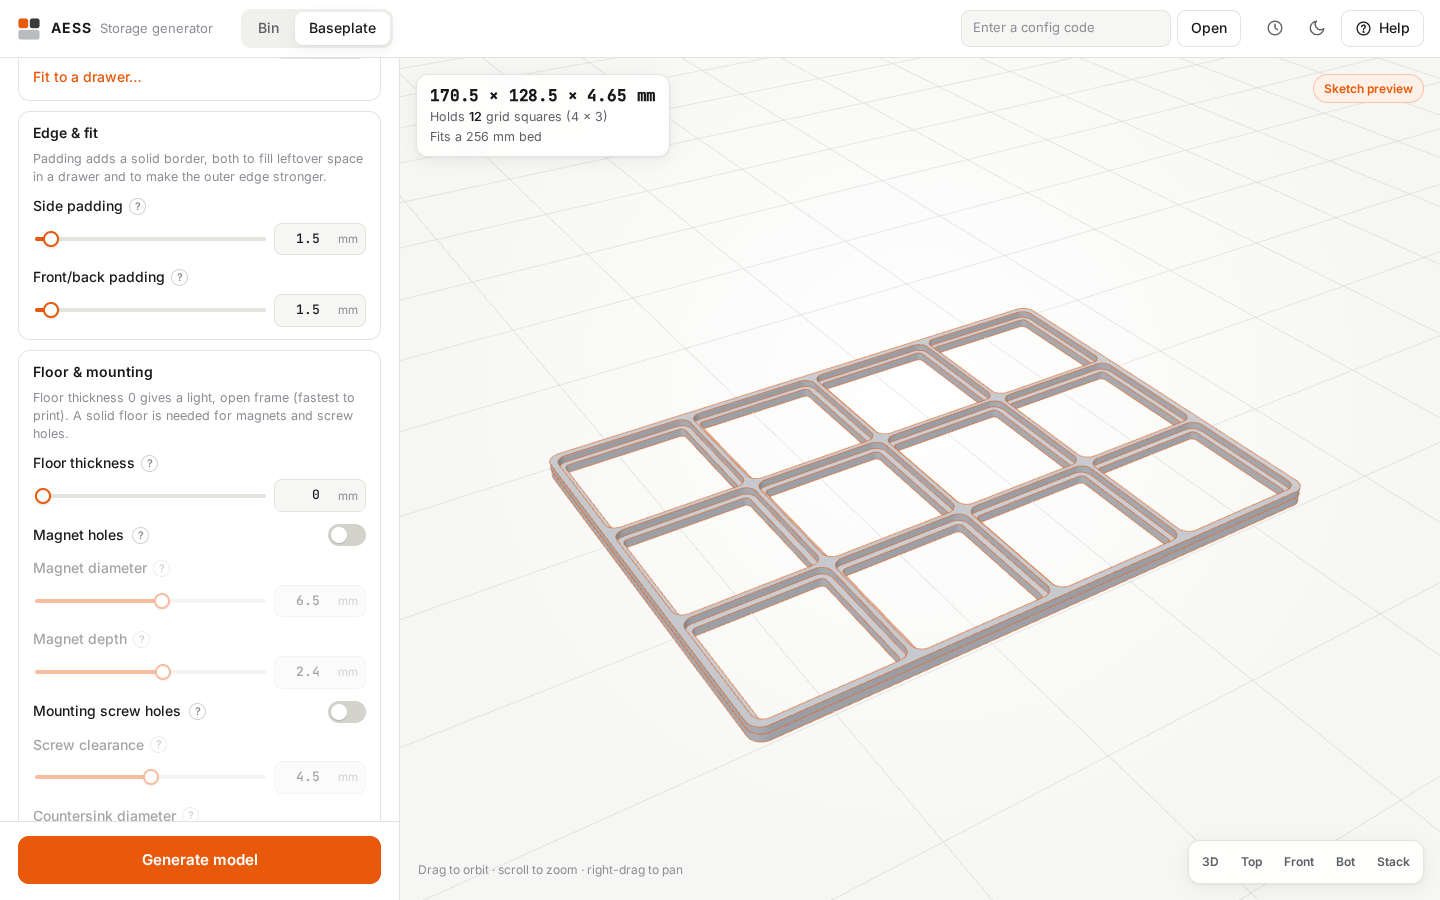 AESS Storage generator
Bin
Baseplate
Enter a config code
Open
Help
Fit to a drawer...
Edge & fit
Padding adds a solid border, both to fill leftover space
in a drawer and to make the outer edge stronger.
Side padding ?
1.5 mm
Front/back padding ?
1.5 mm
Floor & mounting
Floor thickness 0 gives a light, open frame (fastest to
print). A solid floor is needed for magnets and screw
holes.
Floor thickness ?
0 mm
Magnet holes ?
Magnet diameter ?
6.5 mm
Magnet depth ?
2.4 mm
Mounting screw holes ?
Screw clearance ?
4.5 mm
Countersink diameter ?
Generate model
170.5 × 128.5 × 4.65 mm
Holds 12 grid squares (4 × 3)
Fits a 256 mm bed
Sketch preview
Drag to orbit · scroll to zoom · right-drag to pan
3D
Top
Front
Bot
Stack